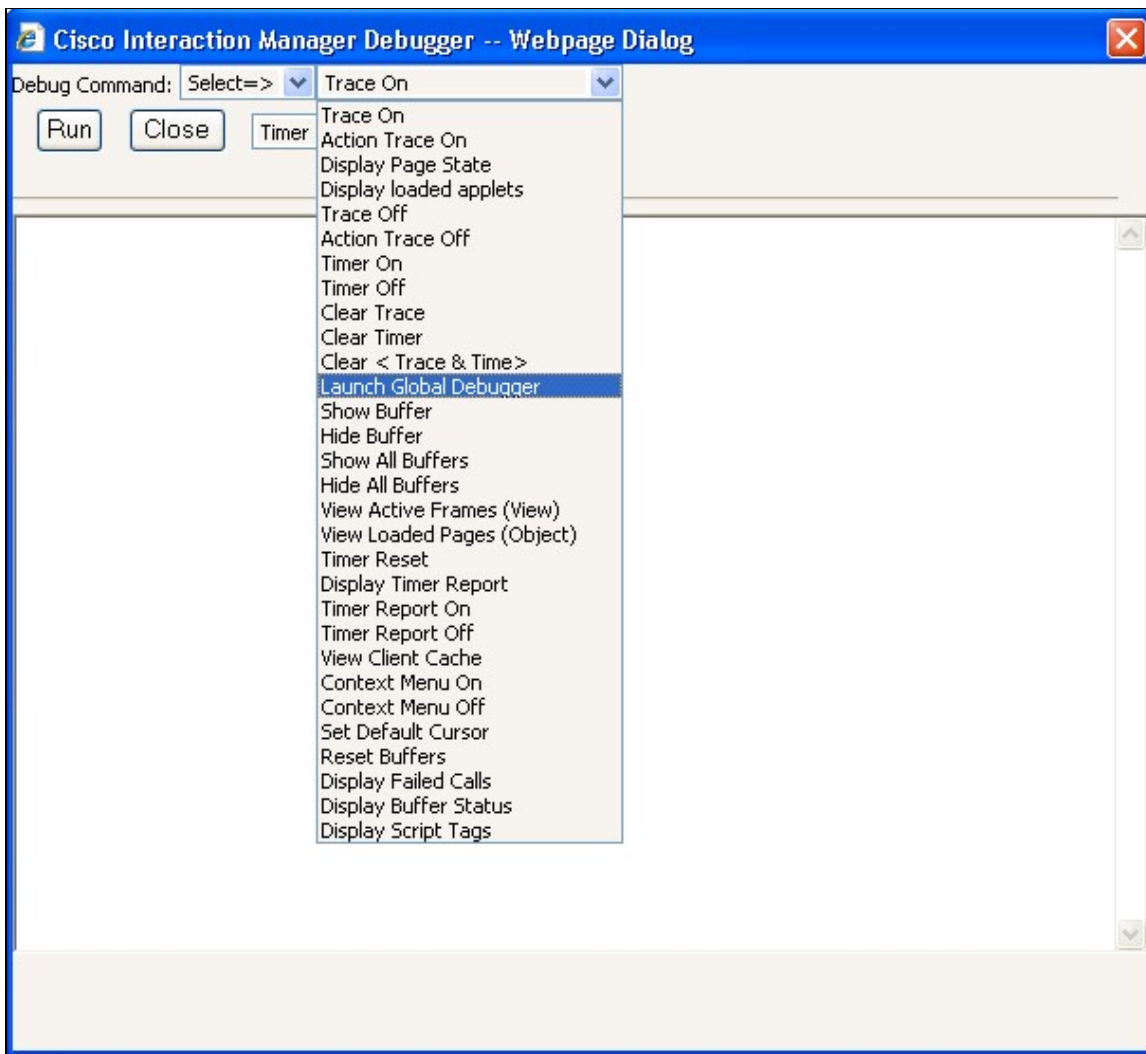 Cisco Interaction Manager Debugger -- Webpage Dialog
Debug Command: Select=> Trace On
Run Close Timer
Trace On
Action Trace On
Display Page State
Display loaded applets
Trace Off
Action Trace Off
Timer On
Timer Off
Clear Trace
Clear Timer
Clear < Trace & Time>
Launch Global Debugger
Show Buffer
Hide Buffer
Show All Buffers
Hide All Buffers
View Active Frames (View)
View Loaded Pages (Object)
Timer Reset
Display Timer Report
Timer Report On
Timer Report Off
View Client Cache
Context Menu On
Context Menu Off
Set Default Cursor
Reset Buffers
Display Failed Calls
Display Buffer Status
Display Script Tags